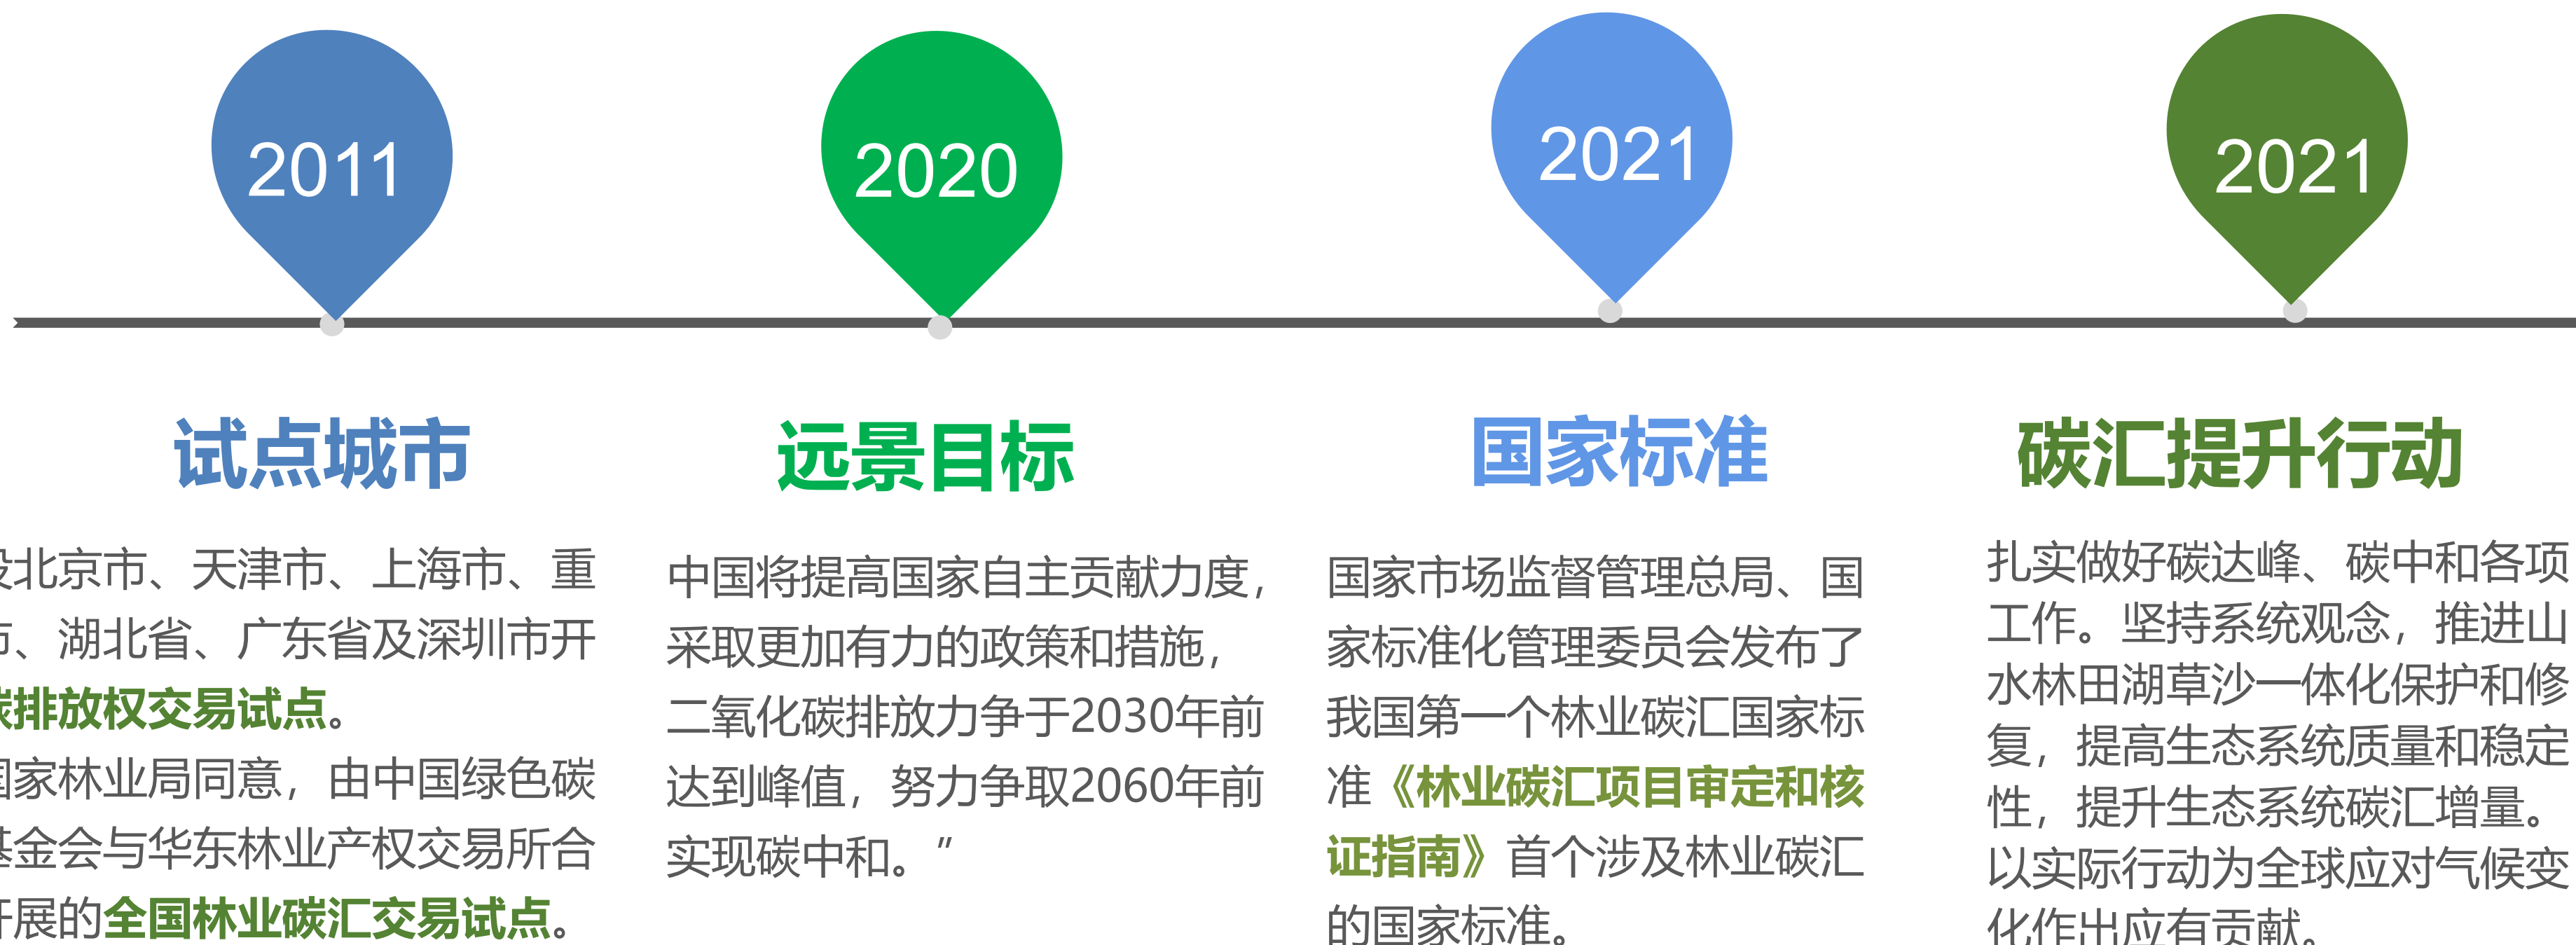 2011
试点城市
北京市、天津市、上海市、重
、湖北省、广东省及深圳市开
排放权交易试点。
国家林业局同意，由中国绿色碳
基金会与华东林业产权交易所合
开展的全国林业碳汇交易试点。
2020
远景目标
中国将提高国家自主贡献力度，
采取更加有力的政策和措施，
二氧化碳排放力争于2030年前
达到峰值，努力争取2060年前
实现碳中和。”
2021
国家标准
国家市场监督管理总局、国
家标准化管理委员会发布了
我国第一个林业碳汇国家标
准《林业碳汇项目审定和核
证指南》首个涉及林业碳汇
的国家标准。
2021
碳汇提升行动
扎实做好碳达峰、碳中和各项
工作。坚持系统观念，推进山
水林田湖草沙一体化保护和修
复，提高生态系统质量和稳定
性，提升生态系统碳汇增量。
以实际行动为全球应对气候变
化作出应有贡献。